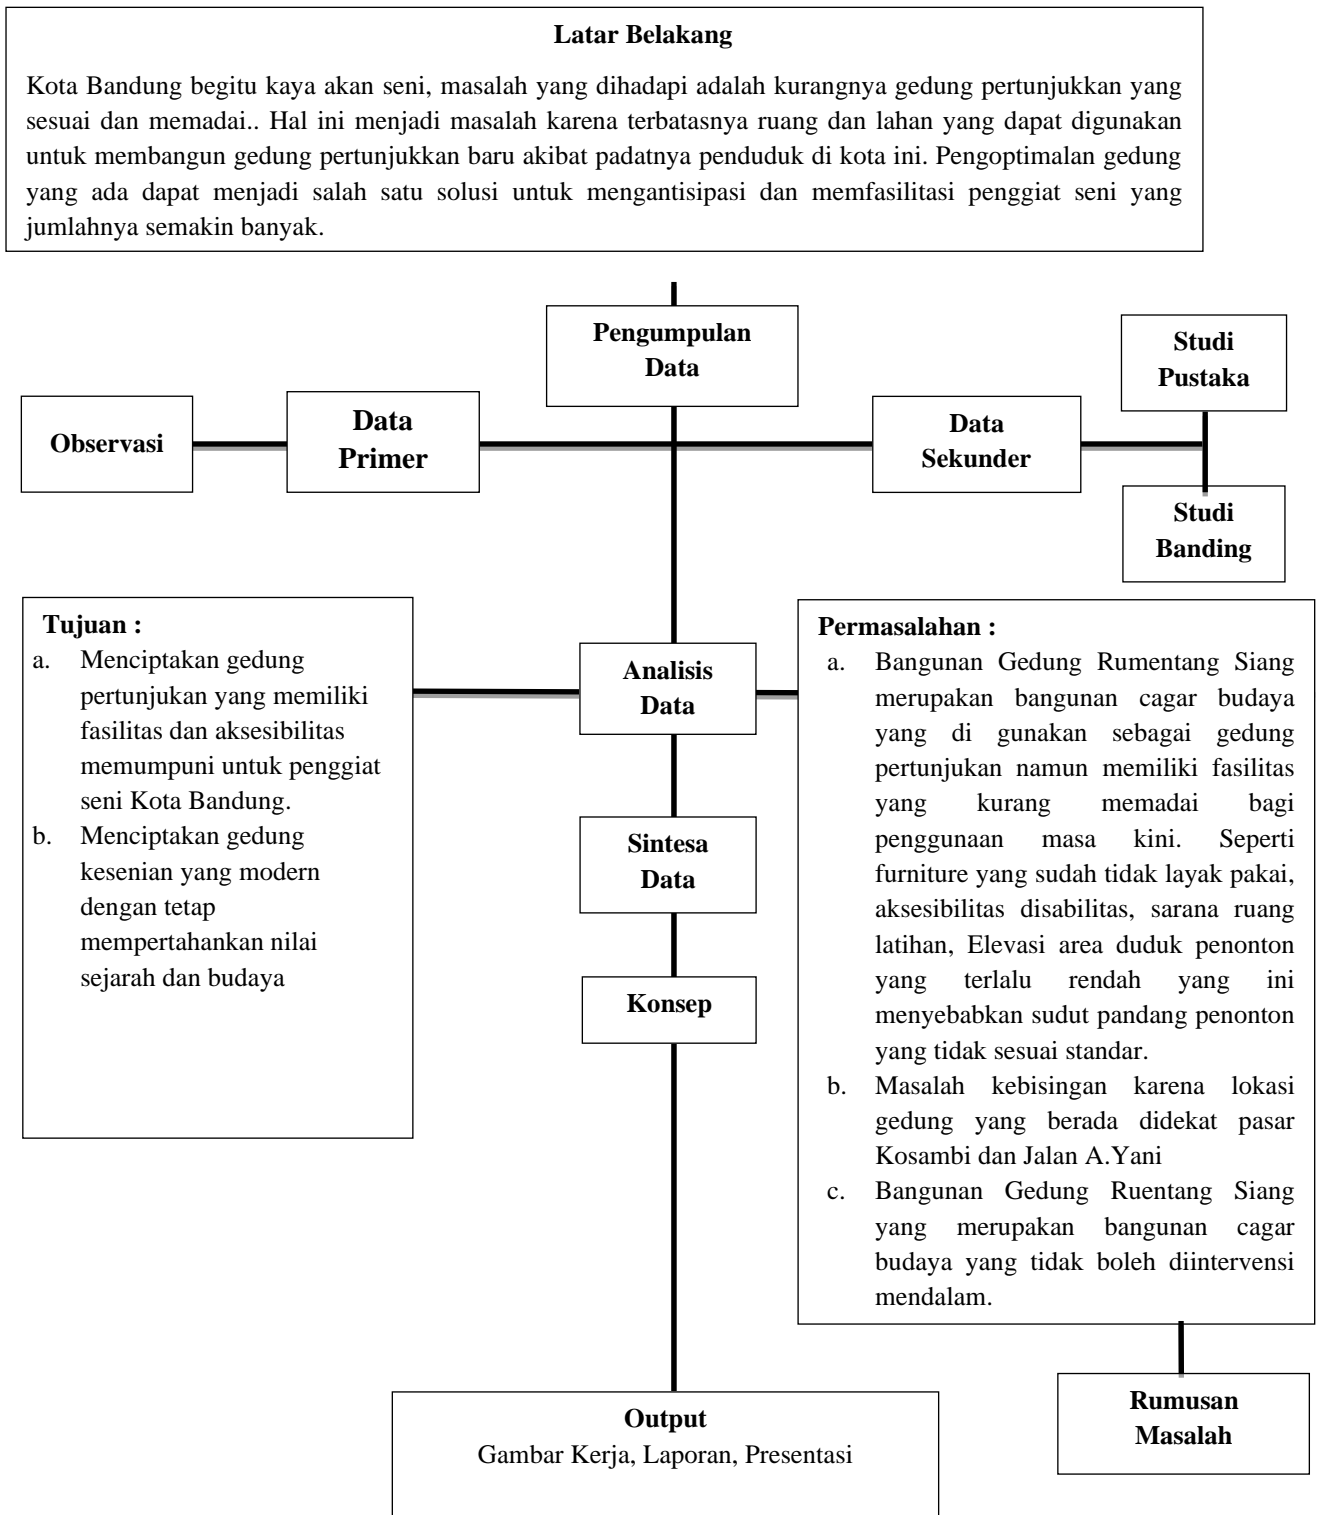 Latar Belakang
Kota Bandung begitu kaya akan seni, masalah yang dihadapi adalah kurangnya gedung pertunjukkan yang
sesuai dan memadai.. Hal ini menjadi masalah karena terbatasnya ruang dan lahan yang dapat digunakan
untuk membangun gedung pertunjukkan baru akibat padatnya penduduk di kota ini. Pengoptimalan gedung
yang ada dapat menjadi salah satu solusi untuk mengantisipasi dan memfasilitasi penggiat seni yang
jumlahnya semakin banyak.
Pengumpulan
Data
Studi
Pustaka
Observasi
Data
Primer
Data
Sekunder
Studi
Banding
Tujuan :
a. Menciptakan gedung
pertunjukan yang memiliki
fasilitas dan aksesibilitas
memumpuni untuk penggiat
seni Kota Bandung.
b. Menciptakan gedung
kesenian yang modern
dengan tetap
mempertahankan nilai
sejarah dan budaya
Analisis
Data
Sintesa
Data
Konsep
Permasalahan :
a. Bangunan Gedung Rumentang Siang
merupakan bangunan cagar budaya
yang di gunakan sebagai gedung
pertunjukan namun memiliki fasilitas
yang kurang memadai bagi
penggunaan masa kini. Seperti
furniture yang sudah tidak layak pakai,
aksesibilitas disabilitas, sarana ruang
latihan, Elevasi area duduk penonton
yang terlalu rendah yang ini
menyebabkan sudut pandang penonton
yang tidak sesuai standar.
b. Masalah kebisingan karena lokasi
gedung yang berada didekat pasar
Kosambi dan Jalan A.Yani
c. Bangunan Gedung Ruentang Siang
yang merupakan bangunan cagar
budaya yang tidak boleh diintervensi
mendalam.
Rumusan
Masalah
Output
Gambar Kerja, Laporan, Presentasi